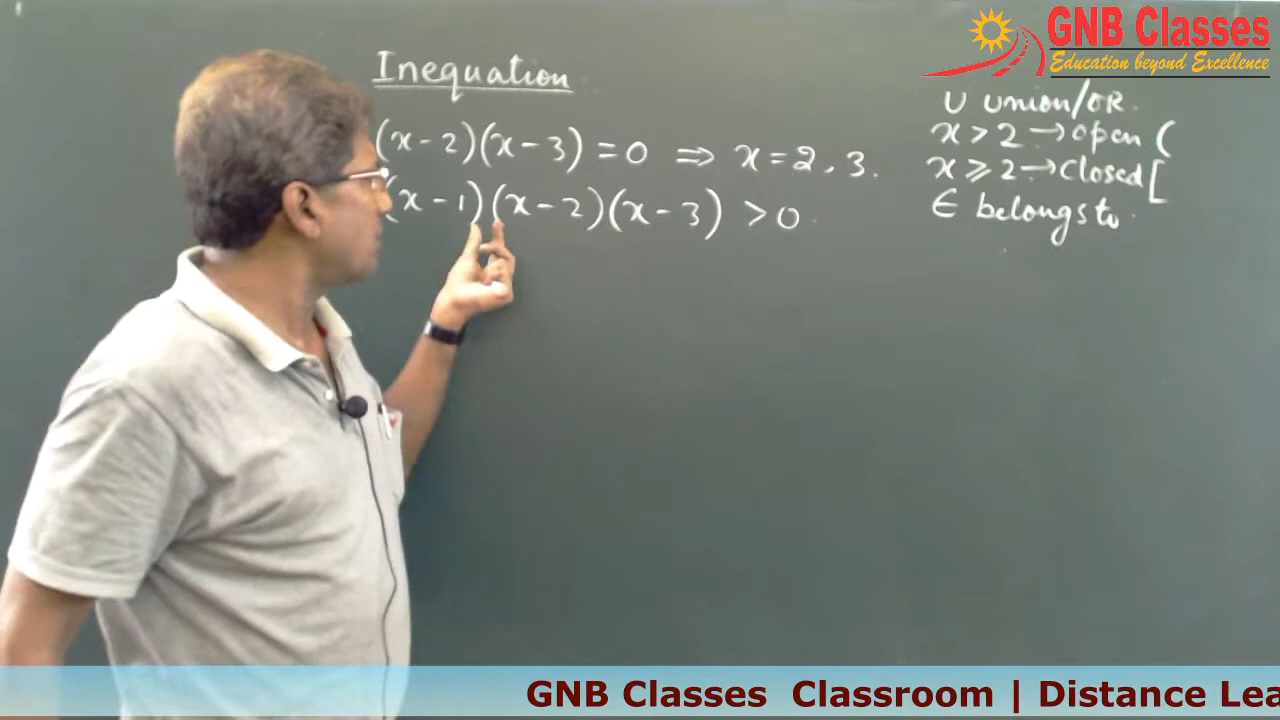 GNB Classes
Education beyond Excellence
Inequation
(x-2)(x-3)=0 ⇒ x=2,3.
(x-1)(x-2)(x-3) >0
∪ union/OR.
x>2→open (
x⩾2→closed [
∈ belongs to.
GNB Classes Classroom | Distance Lea